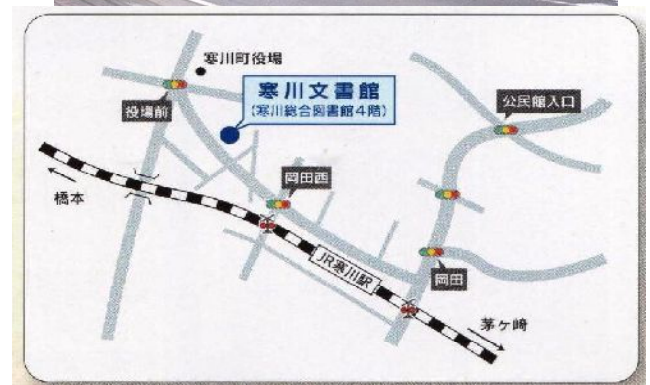 寒川町役場
寒川文書館
(寒川総合図書館4階)
役場前
公民館入口
岡田西
橋本
JR寒川駅
岡田
茅ヶ崎